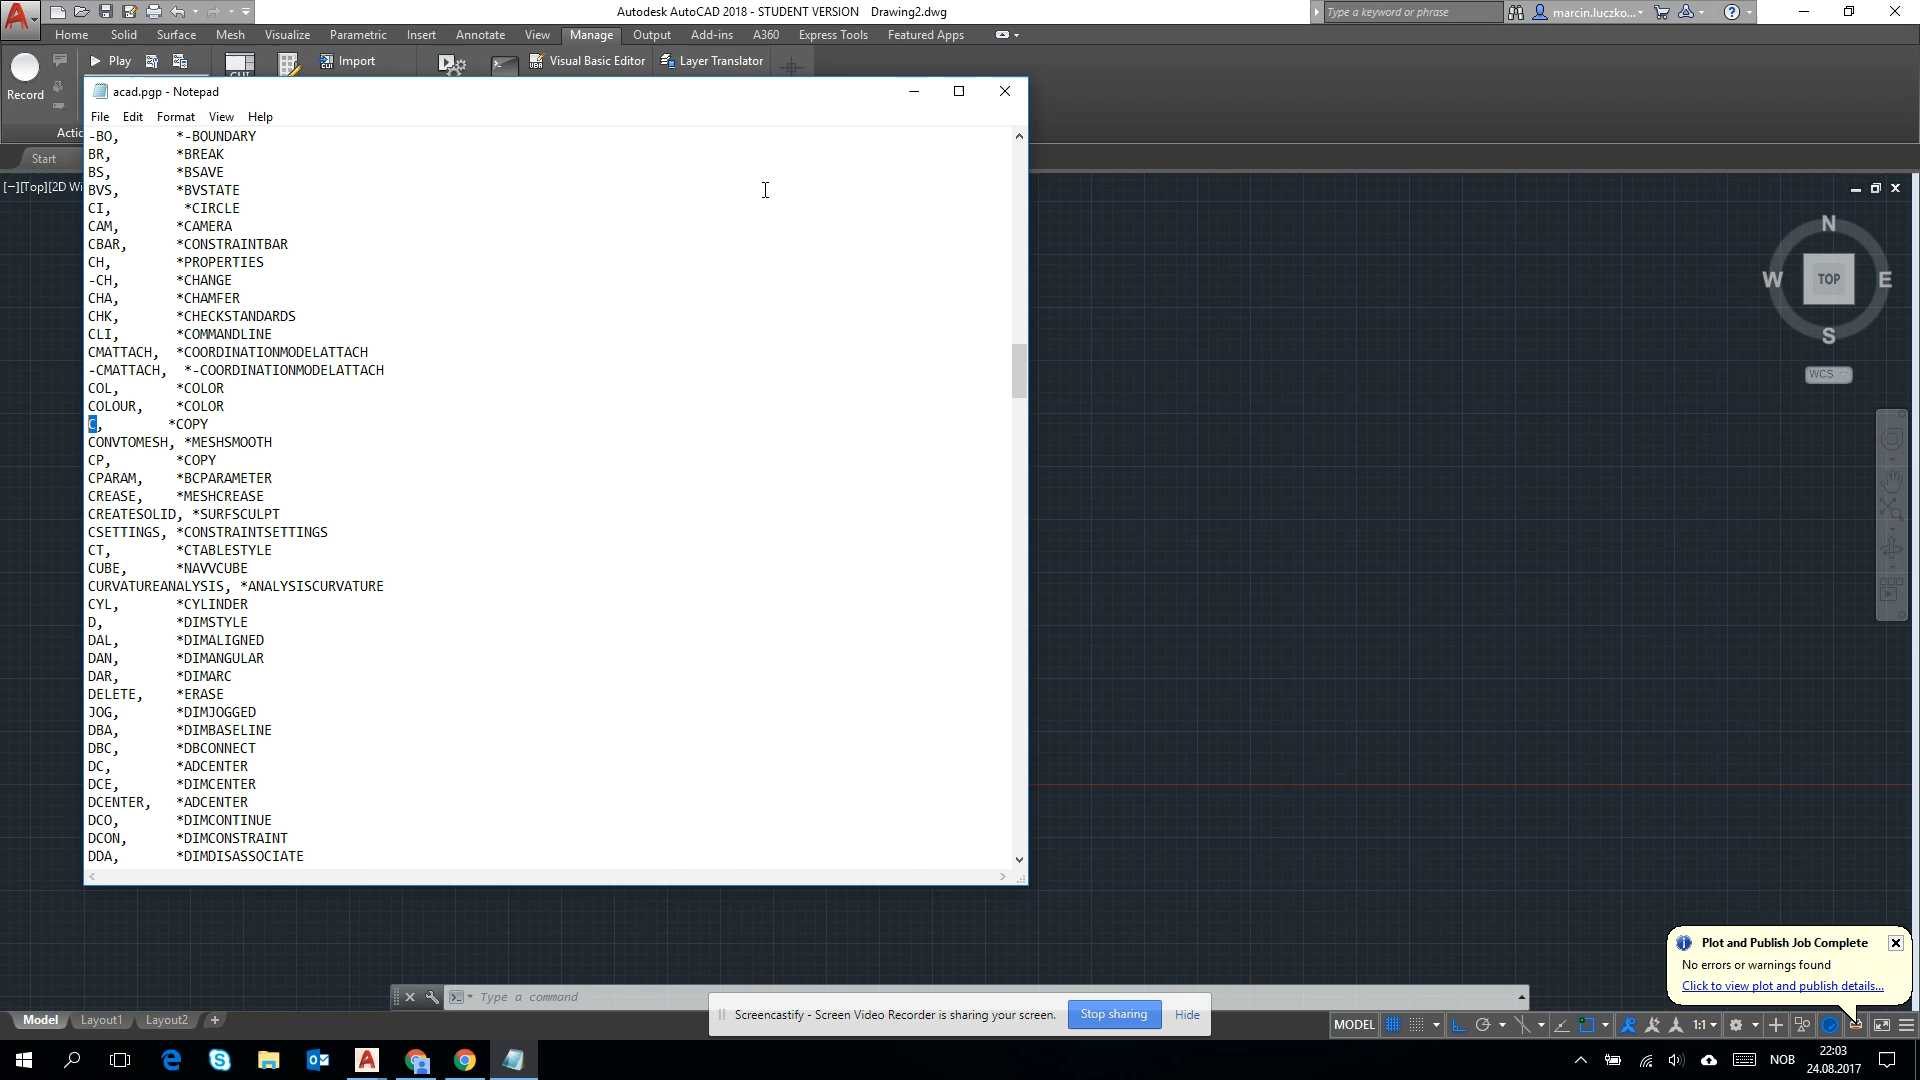 Autodesk AutoCAD 2018 - STUDENT VERSION Drawing2.dwg
Type a keyword or phrase
marcin.luczko...
Home Solid Surface Mesh Visualize Parametric Insert Annotate View Manage Output Add-ins A360 Express Tools Featured Apps
Play
Import
Visual Basic Editor
Layer Translator
Record
CUI
Actio
Start
[−][Top][2D Wi
acad.pgp - Notepad
File Edit Format View Help
-BO, *-BOUNDARY
BR, *BREAK
BS, *BSAVE
BVS, *BVSTATE
CI, *CIRCLE
CAM, *CAMERA
CBAR, *CONSTRAINTBAR
CH, *PROPERTIES
-CH, *CHANGE
CHA, *CHAMFER
CHK, *CHECKSTANDARDS
CLI, *COMMANDLINE
CMATTACH, *COORDINATIONMODELATTACH
-CMATTACH, *-COORDINATIONMODELATTACH
COL, *COLOR
COLOUR, *COLOR
C, *COPY
CONVTOMESH, *MESHSMOOTH
CP, *COPY
CPARAM, *BCPARAMETER
CREASE, *MESHCREASE
CREATESOLID, *SURFSCULPT
CSETTINGS, *CONSTRAINTSETTINGS
CT, *CTABLESTYLE
CUBE, *NAVVCUBE
CURVATUREANALYSIS, *ANALYSISCURVATURE
CYL, *CYLINDER
D, *DIMSTYLE
DAL, *DIMALIGNED
DAN, *DIMANGULAR
DAR, *DIMARC
DELETE, *ERASE
JOG, *DIMJOGGED
DBA, *DIMBASELINE
DBC, *DBCONNECT
DC, *ADCENTER
DCE, *DIMCENTER
DCENTER, *ADCENTER
DCO, *DIMCONTINUE
DCON, *DIMCONSTRAINT
DDA, *DIMDISASSOCIATE
N
W TOP E
S
WCS
Plot and Publish Job Complete
No errors or warnings found
Click to view plot and publish details...
Type a command
Screencastify - Screen Video Recorder is sharing your screen. Stop sharing Hide
Model Layout1 Layout2 +
MODEL 1:1
NOB
22:03
24.08.2017